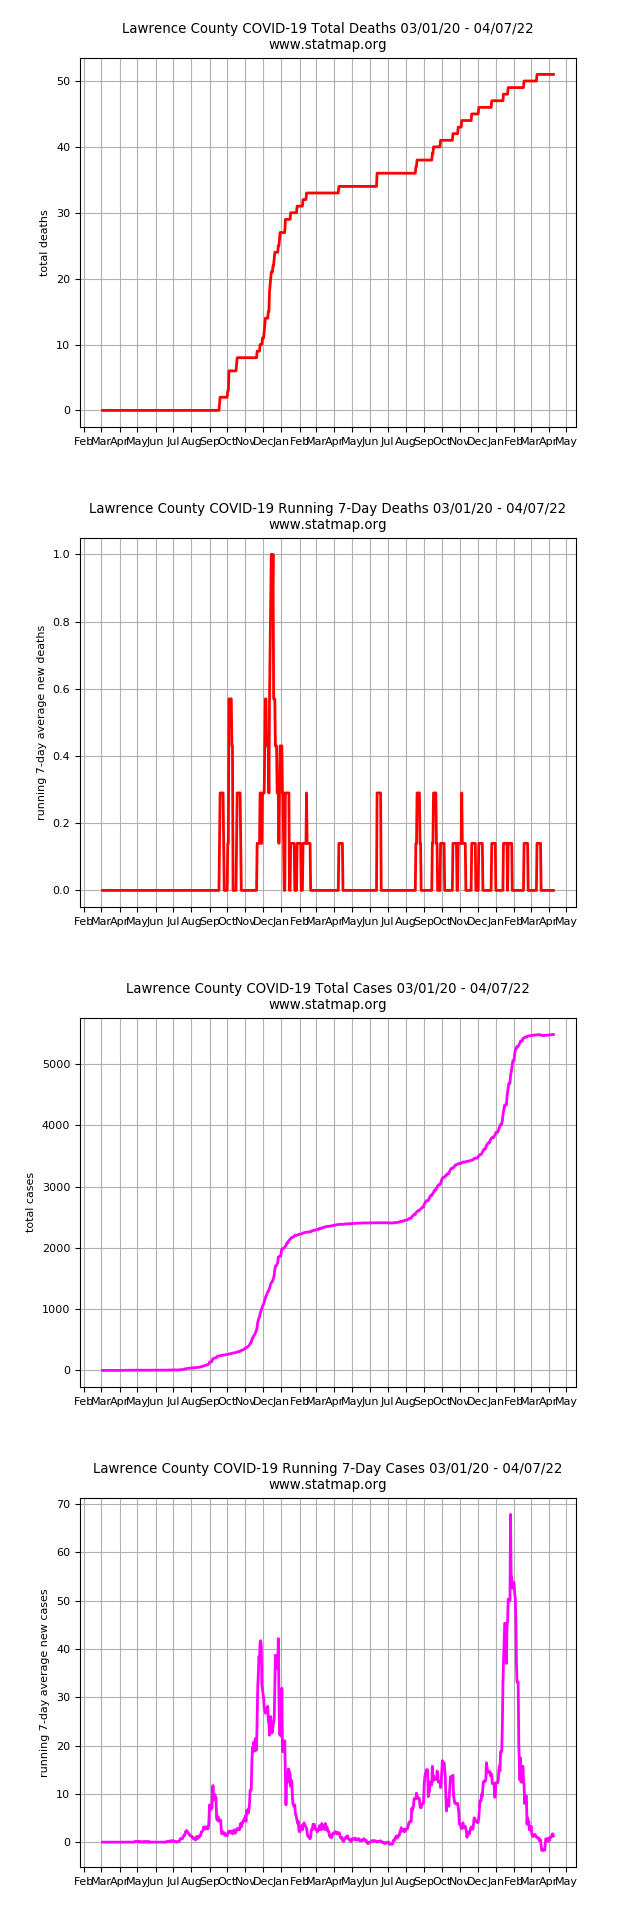 Lawrence County COVID-19 Total Deaths 03/01/20 - 04/07/22
www.statmap.org
total deaths
50
40
30
20
10
0
Feb Mar Apr May Jun Jul Aug Sep Oct Nov Dec Jan Feb Mar Apr May Jun Jul Aug Sep Oct Nov Dec Jan Feb Mar Apr May
Lawrence County COVID-19 Running 7-Day Deaths 03/01/20 - 04/07/22
www.statmap.org
running 7-day average new deaths
1.0
0.8
0.6
0.4
0.2
0.0
Feb Mar Apr May Jun Jul Aug Sep Oct Nov Dec Jan Feb Mar Apr May Jun Jul Aug Sep Oct Nov Dec Jan Feb Mar Apr May
Lawrence County COVID-19 Total Cases 03/01/20 - 04/07/22
www.statmap.org
total cases
5000
4000
3000
2000
1000
0
Feb Mar Apr May Jun Jul Aug Sep Oct Nov Dec Jan Feb Mar Apr May Jun Jul Aug Sep Oct Nov Dec Jan Feb Mar Apr May
Lawrence County COVID-19 Running 7-Day Cases 03/01/20 - 04/07/22
www.statmap.org
running 7-day average new cases
70
60
50
40
30
20
10
0
Feb Mar Apr May Jun Jul Aug Sep Oct Nov Dec Jan Feb Mar Apr May Jun Jul Aug Sep Oct Nov Dec Jan Feb Mar Apr May